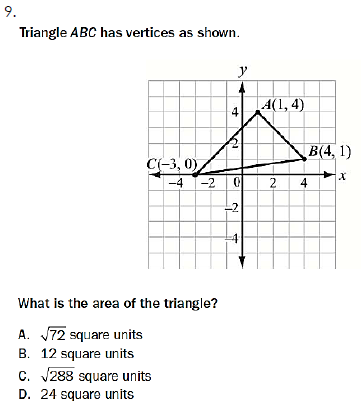 9.
Triangle ABC has vertices as shown.
y
4
A(1, 4)
2
B(4, 1)
C(–3, 0)
x
–4 –2 0 2 4
–2
–4
What is the area of the triangle?
A. √72 square units
B. 12 square units
C. √288 square units
D. 24 square units